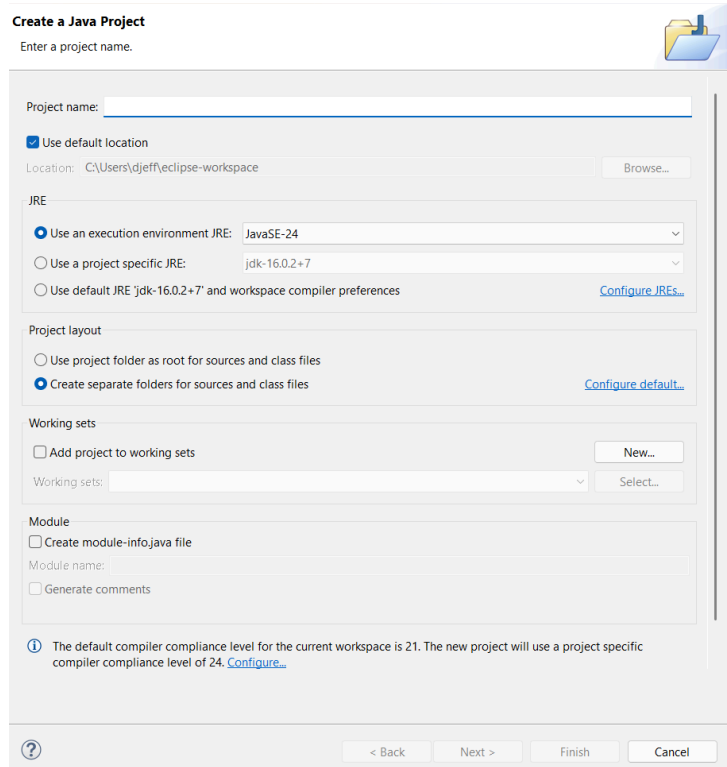 Create a Java Project
Enter a project name.
Project name:
Use default location
Location: C:\Users\djeff\eclipse-workspace Browse...
JRE
Use an execution environment JRE: JavaSE-24
Use a project specific JRE: jdk-16.0.2+7
Use default JRE 'jdk-16.0.2+7' and workspace compiler preferences Configure JREs...
Project layout
Use project folder as root for sources and class files
Create separate folders for sources and class files Configure default...
Working sets
Add project to working sets New...
Working sets: Select...
Module
Create module-info.java file
Module name:
Generate comments
The default compiler compliance level for the current workspace is 21. The new project will use a project specific
compiler compliance level of 24. Configure...
? < Back Next > Finish Cancel